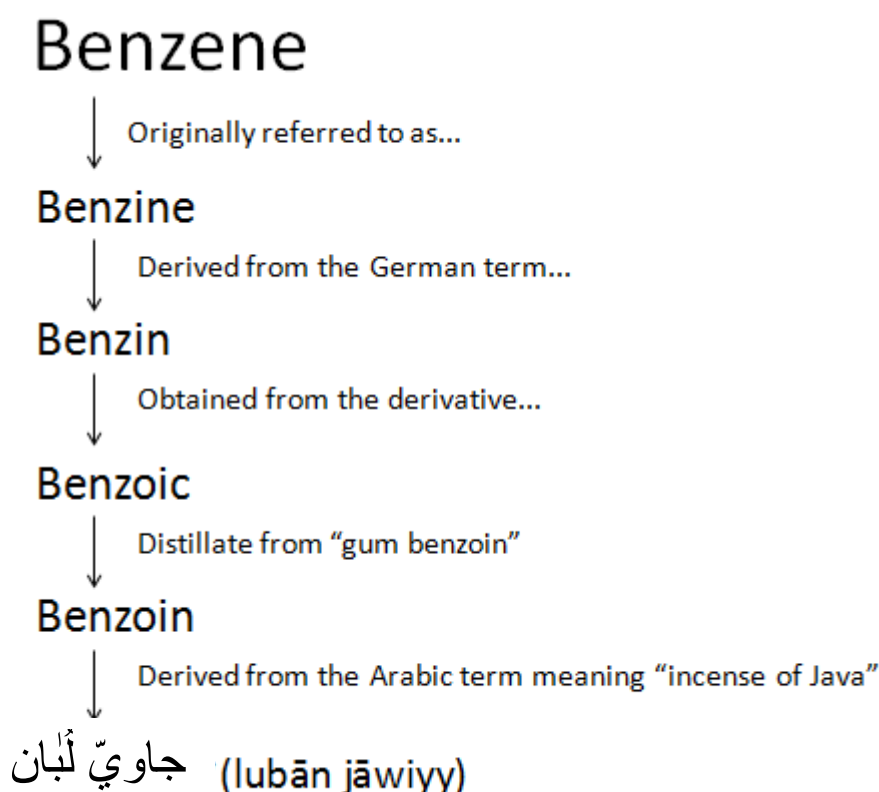 Benzene
Originally referred to as...
Benzine
Derived from the German term...
Benzin
Obtained from the derivative...
Benzoic
Distillate from “gum benzoin”
Benzoin
Derived from the Arabic term meaning “incense of Java”
جاويّ لُبٰان (lubān jāwiyy)